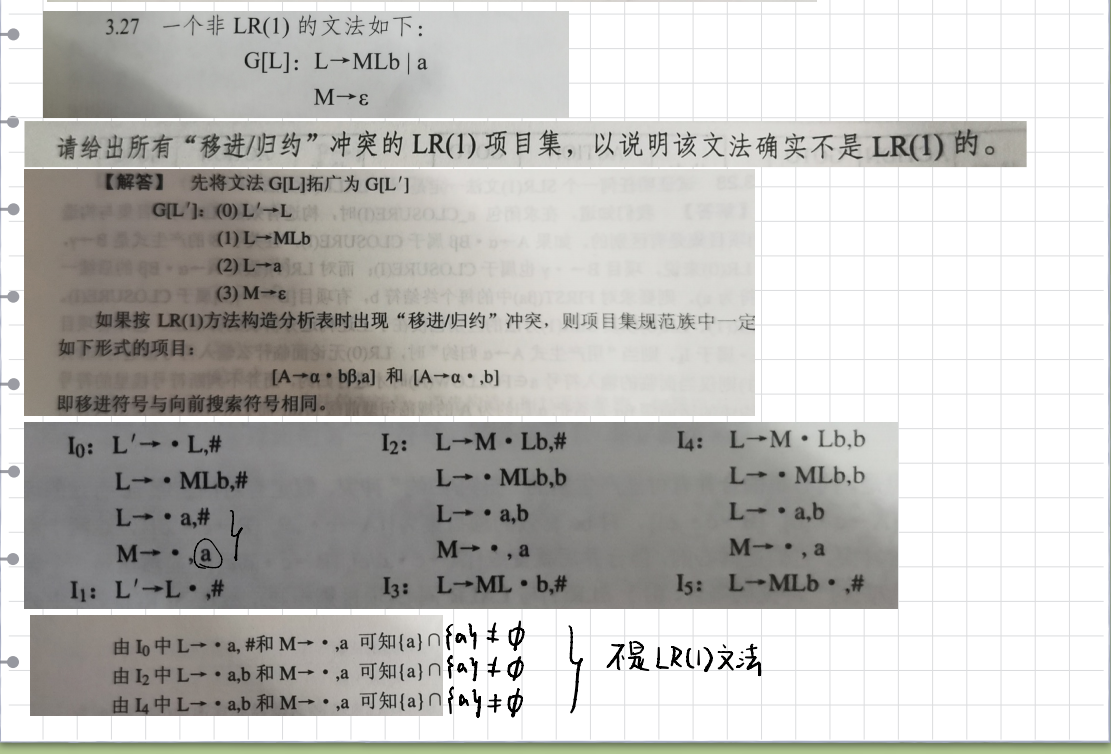 3.27 一个非 LR(1) 的文法如下：
G[L]: L→MLb | a
M→ε
请给出所有“移进/归约”冲突的 LR(1) 项目集，以说明该文法确实不是 LR(1) 的。
【解答】 先将文法 G[L]拓广为 G[L′]
G[L′]: (0) L′→L
(1) L→MLb
(2) L→a
(3) M→ε
如果按 LR(1)方法构造分析表时出现“移进/归约”冲突，则项目集规范族中一定
如下形式的项目：
[A→α·bβ,a] 和 [A→α·,b]
即移进符号与向前搜索符号相同。
I0: L′→·L,# I2: L→M·Lb,# I4: L→M·Lb,b
L→·MLb,# L→·MLb,b L→·MLb,b
L→·a,# L→·a,b L→·a,b
M→·,a M→·,a M→·,a
I1: L′→L·,# I3: L→ML·b,# I5: L→MLb·,#
由 I0 中 L→·a, #和 M→·,a 可知{a}∩{a}≠φ
由 I2 中 L→·a,b 和 M→·,a 可知{a}∩{a}≠φ
由 I4 中 L→·a,b 和 M→·,a 可知{a}∩{a}≠φ
不是LR(1)文法